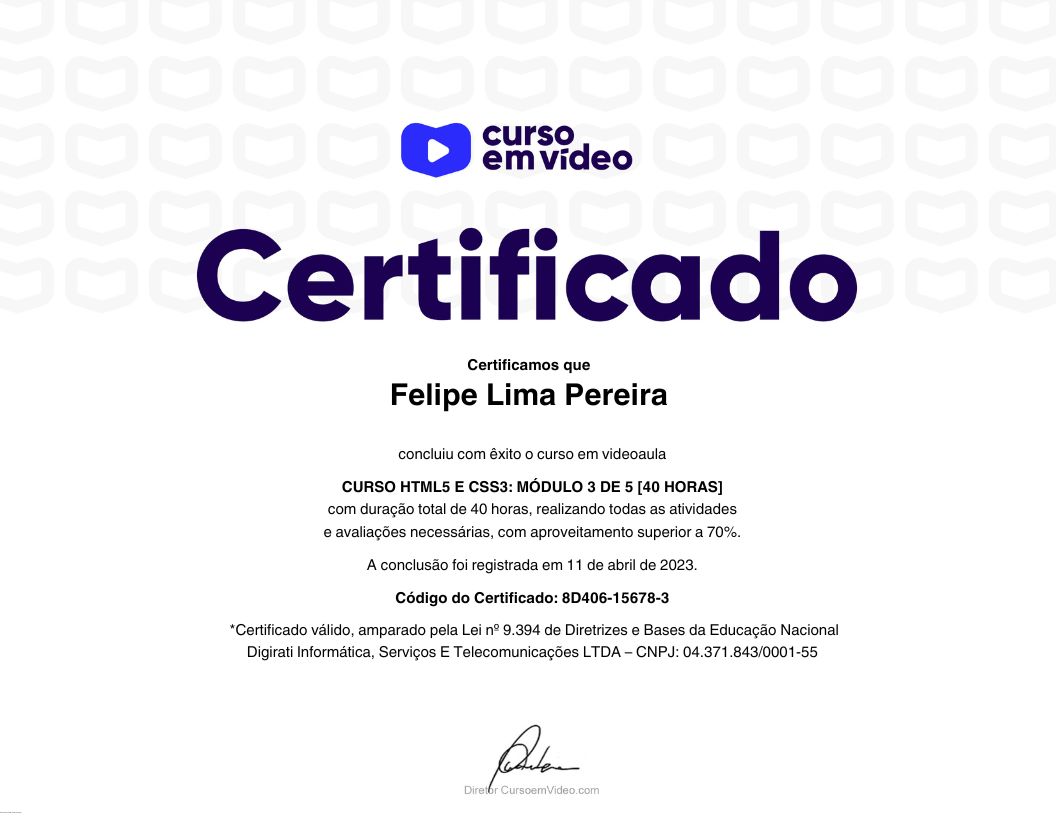 curso
em vídeo
Certificado
Certificamos que
Felipe Lima Pereira
concluiu com êxito o curso em videoaula
CURSO HTML5 E CSS3: MÓDULO 3 DE 5 [40 HORAS]
com duração total de 40 horas, realizando todas as atividades
e avaliações necessárias, com aproveitamento superior a 70%.
A conclusão foi registrada em 11 de abril de 2023.
Código do Certificado: 8D406-15678-3
*Certificado válido, amparado pela Lei nº 9.394 de Diretrizes e Bases da Educação Nacional
Digirati Informática, Serviços E Telecomunicações LTDA – CNPJ: 04.371.843/0001-55
Diretor CursoemVideo.com